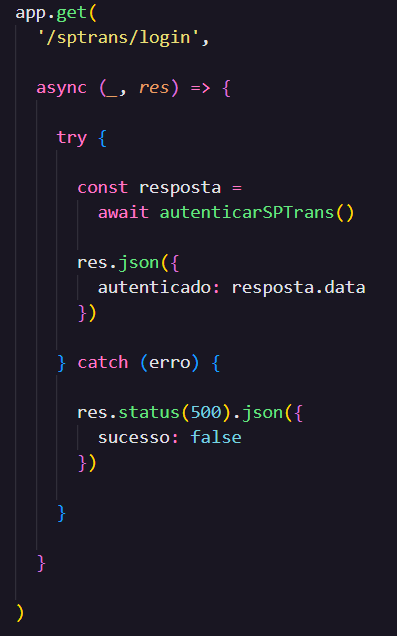 app.get(
'/sptrans/login',
async (_, res) => {
try {
const resposta =
await autenticarSPTrans()
res.json({
autenticado: resposta.data
})
} catch (erro) {
res.status(500).json({
sucesso: false
})
}
}
)